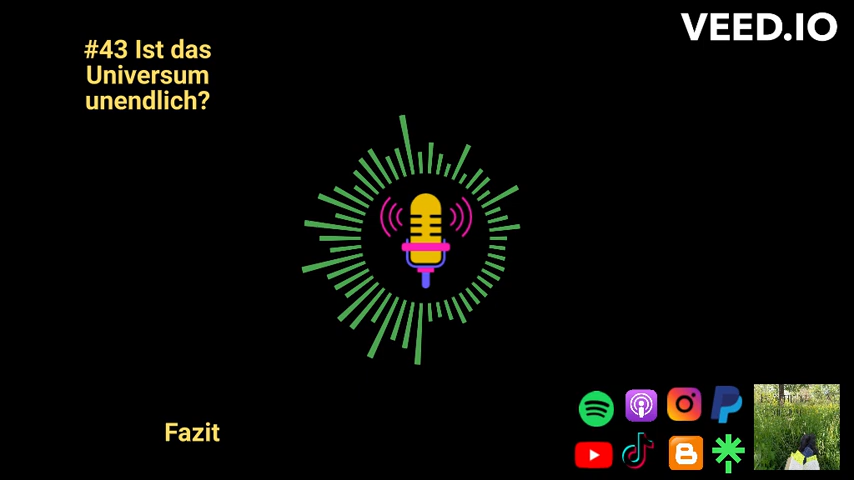 #43 Ist das
Universum
unendlich?
VEED.IO
Fazit